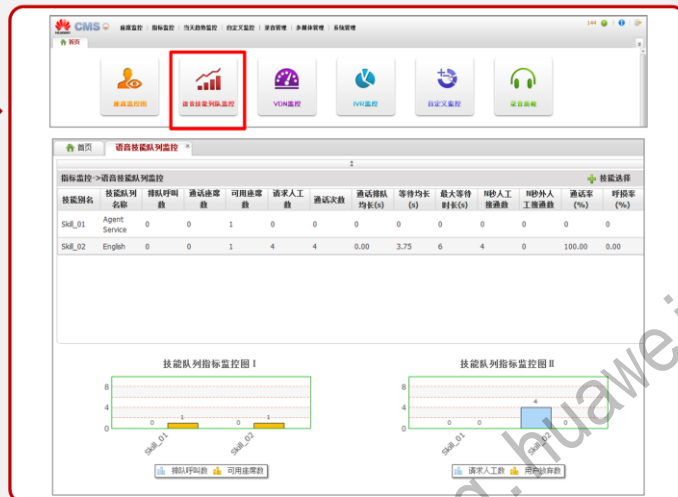 HUAWEI CMS 座席监控 指标监控 当天趋势监控 自定义监控 录音管理 多媒体管理 系统管理
首页
座席监控图 语音技能队列监控 VDN监控 IVR监控 自定义监控
首页 语音技能队列监控 ×
指标监控->语音技能队列监控 技能选择
技能别名 技能队列名称 排队呼叫数 通话座席数 可用座席数 请求人工数 通话次数 通话排队均长(s) 等待均长(s) 最大等待时长(s) N秒人工接通数 N秒外人工接通数 通话率(%) 呼损率(%)
Skill_01 Agent Service 0 0 1 0 0 0 0 0 0 0 0 0
Skill_02 English 0 0 1 4 4 0.00 3.75 6 4 0 100.00 0.00
技能队列指标监控图 I 技能队列指标监控图 II
8 8
4 4 4
0 0 1 0 1 0 0 0 0
Skill_01 Skill_02 Skill_01 Skill_02
排队呼叫数 可用座席数 请求人工数 用户放弃数
huawei